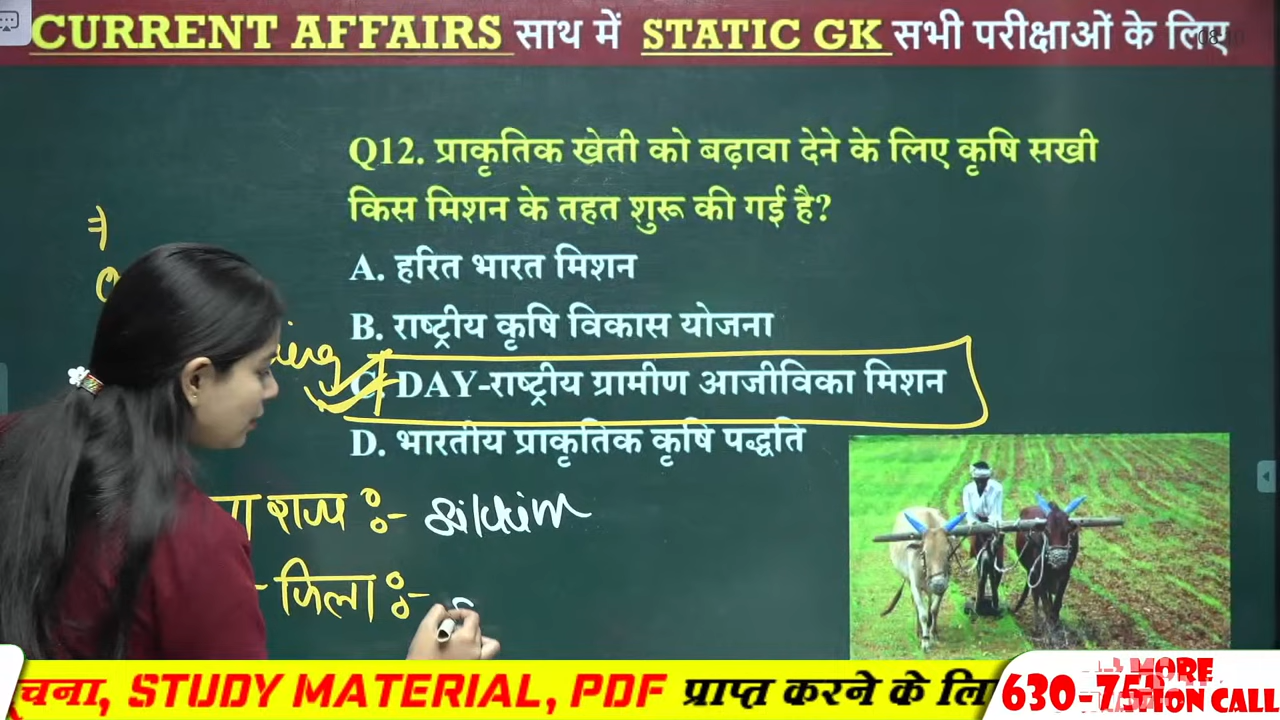 CURRENT AFFAIRS साथ में STATIC GK सभी परीक्षाओं के लिए
Q12. प्राकृतिक खेती को बढ़ावा देने के लिए कृषि सखी
किस मिशन के तहत शुरू की गई है?
A. हरित भारत मिशन
B. राष्ट्रीय कृषि विकास योजना
C. DAY-राष्ट्रीय ग्रामीण आजीविका मिशन
D. भारतीय प्राकृतिक कृषि पद्धति
राज्य :- Sikkim
जिला :-
STUDY MATERIAL, PDF प्राप्त करने के
630-
CALL